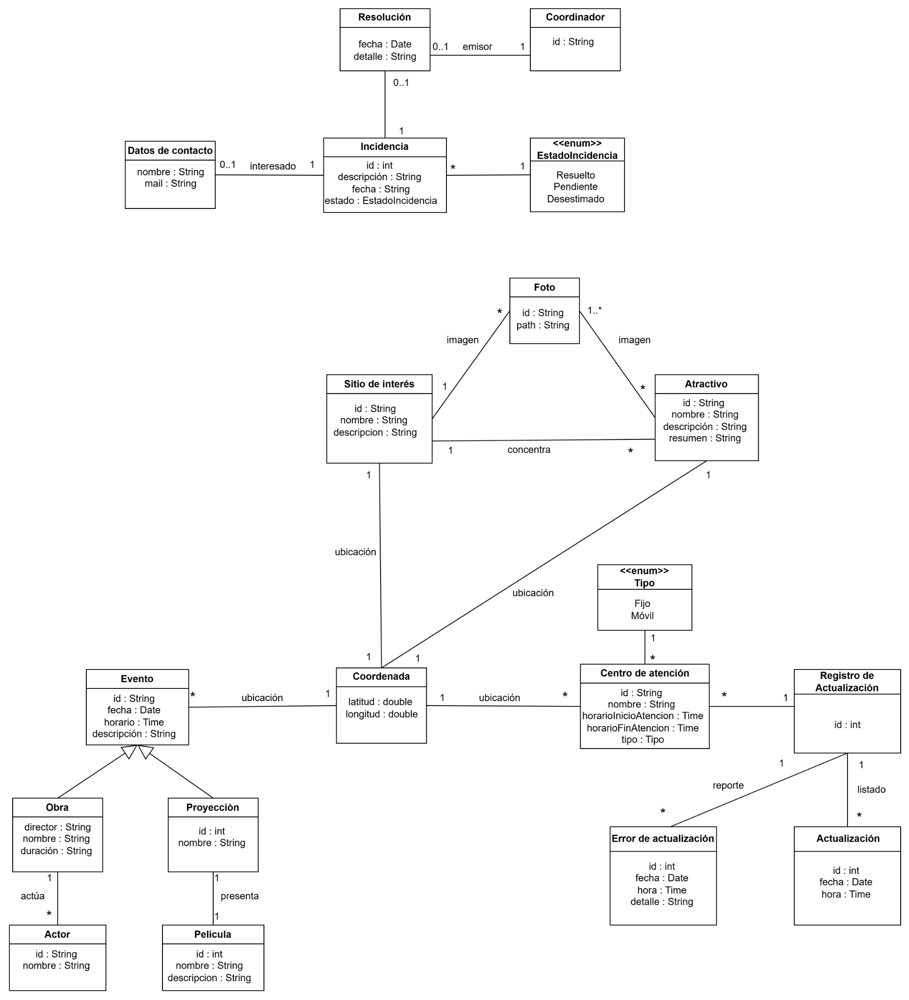 Resolución
fecha : Date
detalle : String
0..1
emisor
1
Coordinador
id : String
0..1
1
Datos de contacto
nombre : String
mail : String
0..1
interesado
1
Incidencia
id : int
descripción : String
fecha : String
estado : EstadoIncidencia
*
1
<<enum>>
EstadoIncidencia
Resuelto
Pendiente
Desestimado
Foto
id : String
path : String
*
1..*
imagen
imagen
1
*
Sitio de interés
id : String
nombre : String
descripcion : String
Atractivo
id : String
nombre : String
descripción : String
resumen : String
1
concentra
*
1
1
ubicación
ubicación
1
1
<<enum>>
Tipo
Fijo
Móvil
1
*
Evento
id : String
fecha : Date
horario : Time
descripción : String
*
ubicación
1
Coordenada
latitud : double
longitud : double
1
ubicación
*
Centro de atención
id : String
nombre : String
horarioInicioAtencion : Time
horarioFinAtencion : Time
tipo : Tipo
*
1
Registro de
Actualización
id : int
1
1
reporte
listado
*
*
Obra
director : String
nombre : String
duración : String
Proyecciòn
id : int
nombre : String
1
actúa
*
1
presenta
1
Actor
id : String
nombre : String
Pelicula
id : int
nombre : String
descripcion : String
Error de actualización
id : int
fecha : Date
hora : Time
detalle : String
Actualización
id : int
fecha : Date
hora : Time